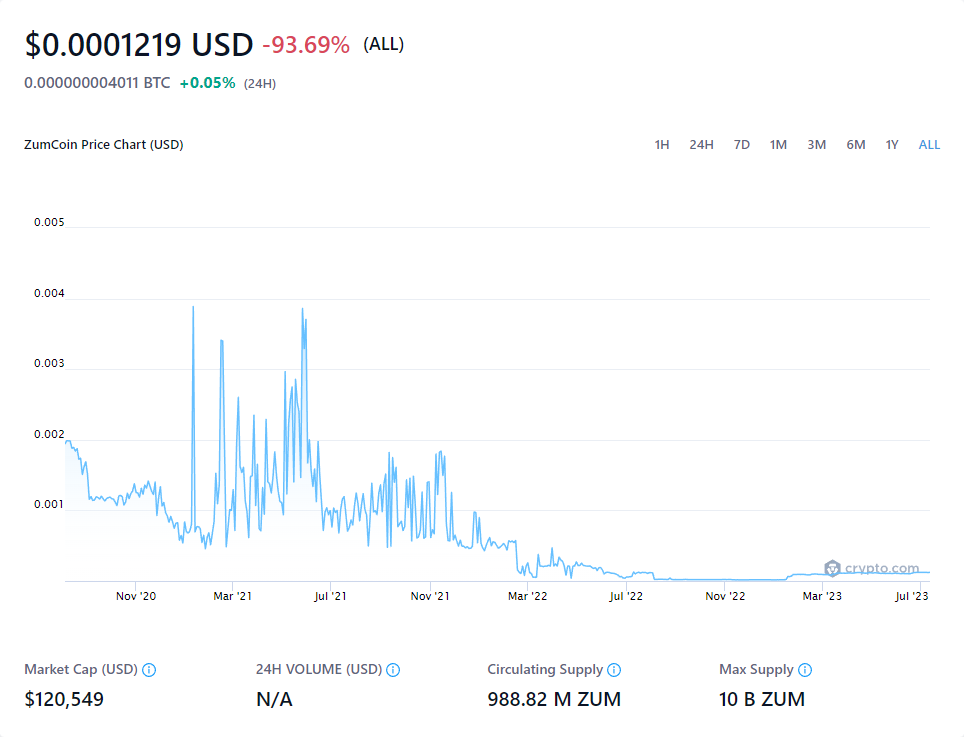 $0.0001219 USD -93.69% (ALL)
0.000000004011 BTC +0.05% (24H)
ZumCoin Price Chart (USD) 1H 24H 7D 1M 3M 6M 1Y ALL
0.005
0.004
0.003
0.002
0.001
crypto.com
Nov '20 Mar '21 Jul '21 Nov '21 Mar '22 Jul '22 Nov '22 Mar '23 Jul '23
Market Cap (USD) 24H VOLUME (USD) Circulating Supply Max Supply
$120,549 N/A 988.82 M ZUM 10 B ZUM